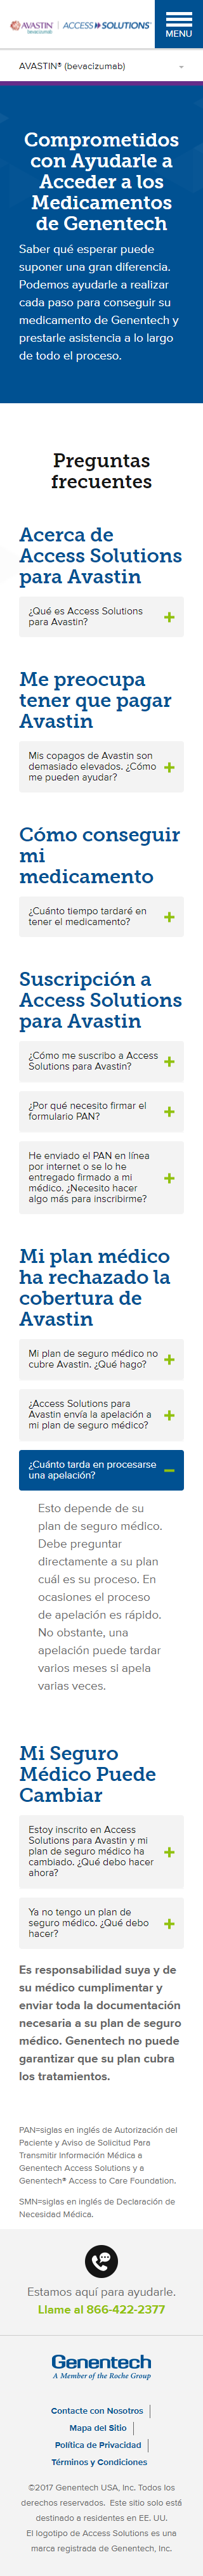 AVASTIN
bevacizumab
ACCESS SOLUTIONS
MENU
AVASTIN® (bevacizumab)
Comprometidos
con Ayudarle a
Acceder a los
Medicamentos
de Genentech
Saber qué esperar puede
suponer una gran diferencia.
Podemos ayudarle a realizar
cada paso para conseguir su
medicamento de Genentech y
prestarle asistencia a lo largo
de todo el proceso.
Preguntas
frecuentes
Acerca de
Access Solutions
para Avastin
¿Qué es Access Solutions
para Avastin?
Me preocupa
tener que pagar
Avastin
Mis copagos de Avastin son
demasiado elevados. ¿Cómo
me pueden ayudar?
Cómo conseguir
mi
medicamento
¿Cuánto tiempo tardaré en
tener el medicamento?
Suscripción a
Access Solutions
para Avastin
¿Cómo me suscribo a Access
Solutions para Avastin?
¿Por qué necesito firmar el
formulario PAN?
He enviado el PAN en línea
por internet o se lo he
entregado firmado a mi
médico. ¿Necesito hacer
algo más para inscribirme?
Mi plan médico
ha rechazado la
cobertura de
Avastin
Mi plan de seguro médico no
cubre Avastin. ¿Qué hago?
¿Access Solutions para
Avastin envía la apelación a
mi plan de seguro médico?
¿Cuánto tarda en procesarse
una apelación?
Esto depende de su
plan de seguro médico.
Debe preguntar
directamente a su plan
cuál es su proceso. En
ocasiones el proceso
de apelación es rápido.
No obstante, una
apelación puede tardar
varios meses si apela
varias veces.
Mi Seguro
Médico Puede
Cambiar
Estoy inscrito en Access
Solutions para Avastin y mi
plan de seguro médico ha
cambiado. ¿Qué debo hacer
ahora?
Ya no tengo un plan de
seguro médico. ¿Qué debo
hacer?
Es responsabilidad suya y de
su médico cumplimentar y
enviar toda la documentación
necesaria a su plan de seguro
médico. Genentech no puede
garantizar que su plan cubra
los tratamientos.
PAN=siglas en inglés de Autorización del
Paciente y Aviso de Solicitud Para
Transmitir Información Médica a
Genentech Access Solutions y a
Genentech® Access to Care Foundation.
SMN=siglas en inglés de Declaración de
Necesidad Médica.
Estamos aquí para ayudarle.
Llame al 866-422-2377
Genentech
A Member of the Roche Group
Contacte con Nosotros
Mapa del Sitio
Política de Privacidad
Términos y Condiciones
©2017 Genentech USA, Inc. Todos los
derechos reservados. Este sitio solo está
destinado a residentes en EE. UU.
El logotipo de Access Solutions es una
marca registrada de Genentech, Inc.